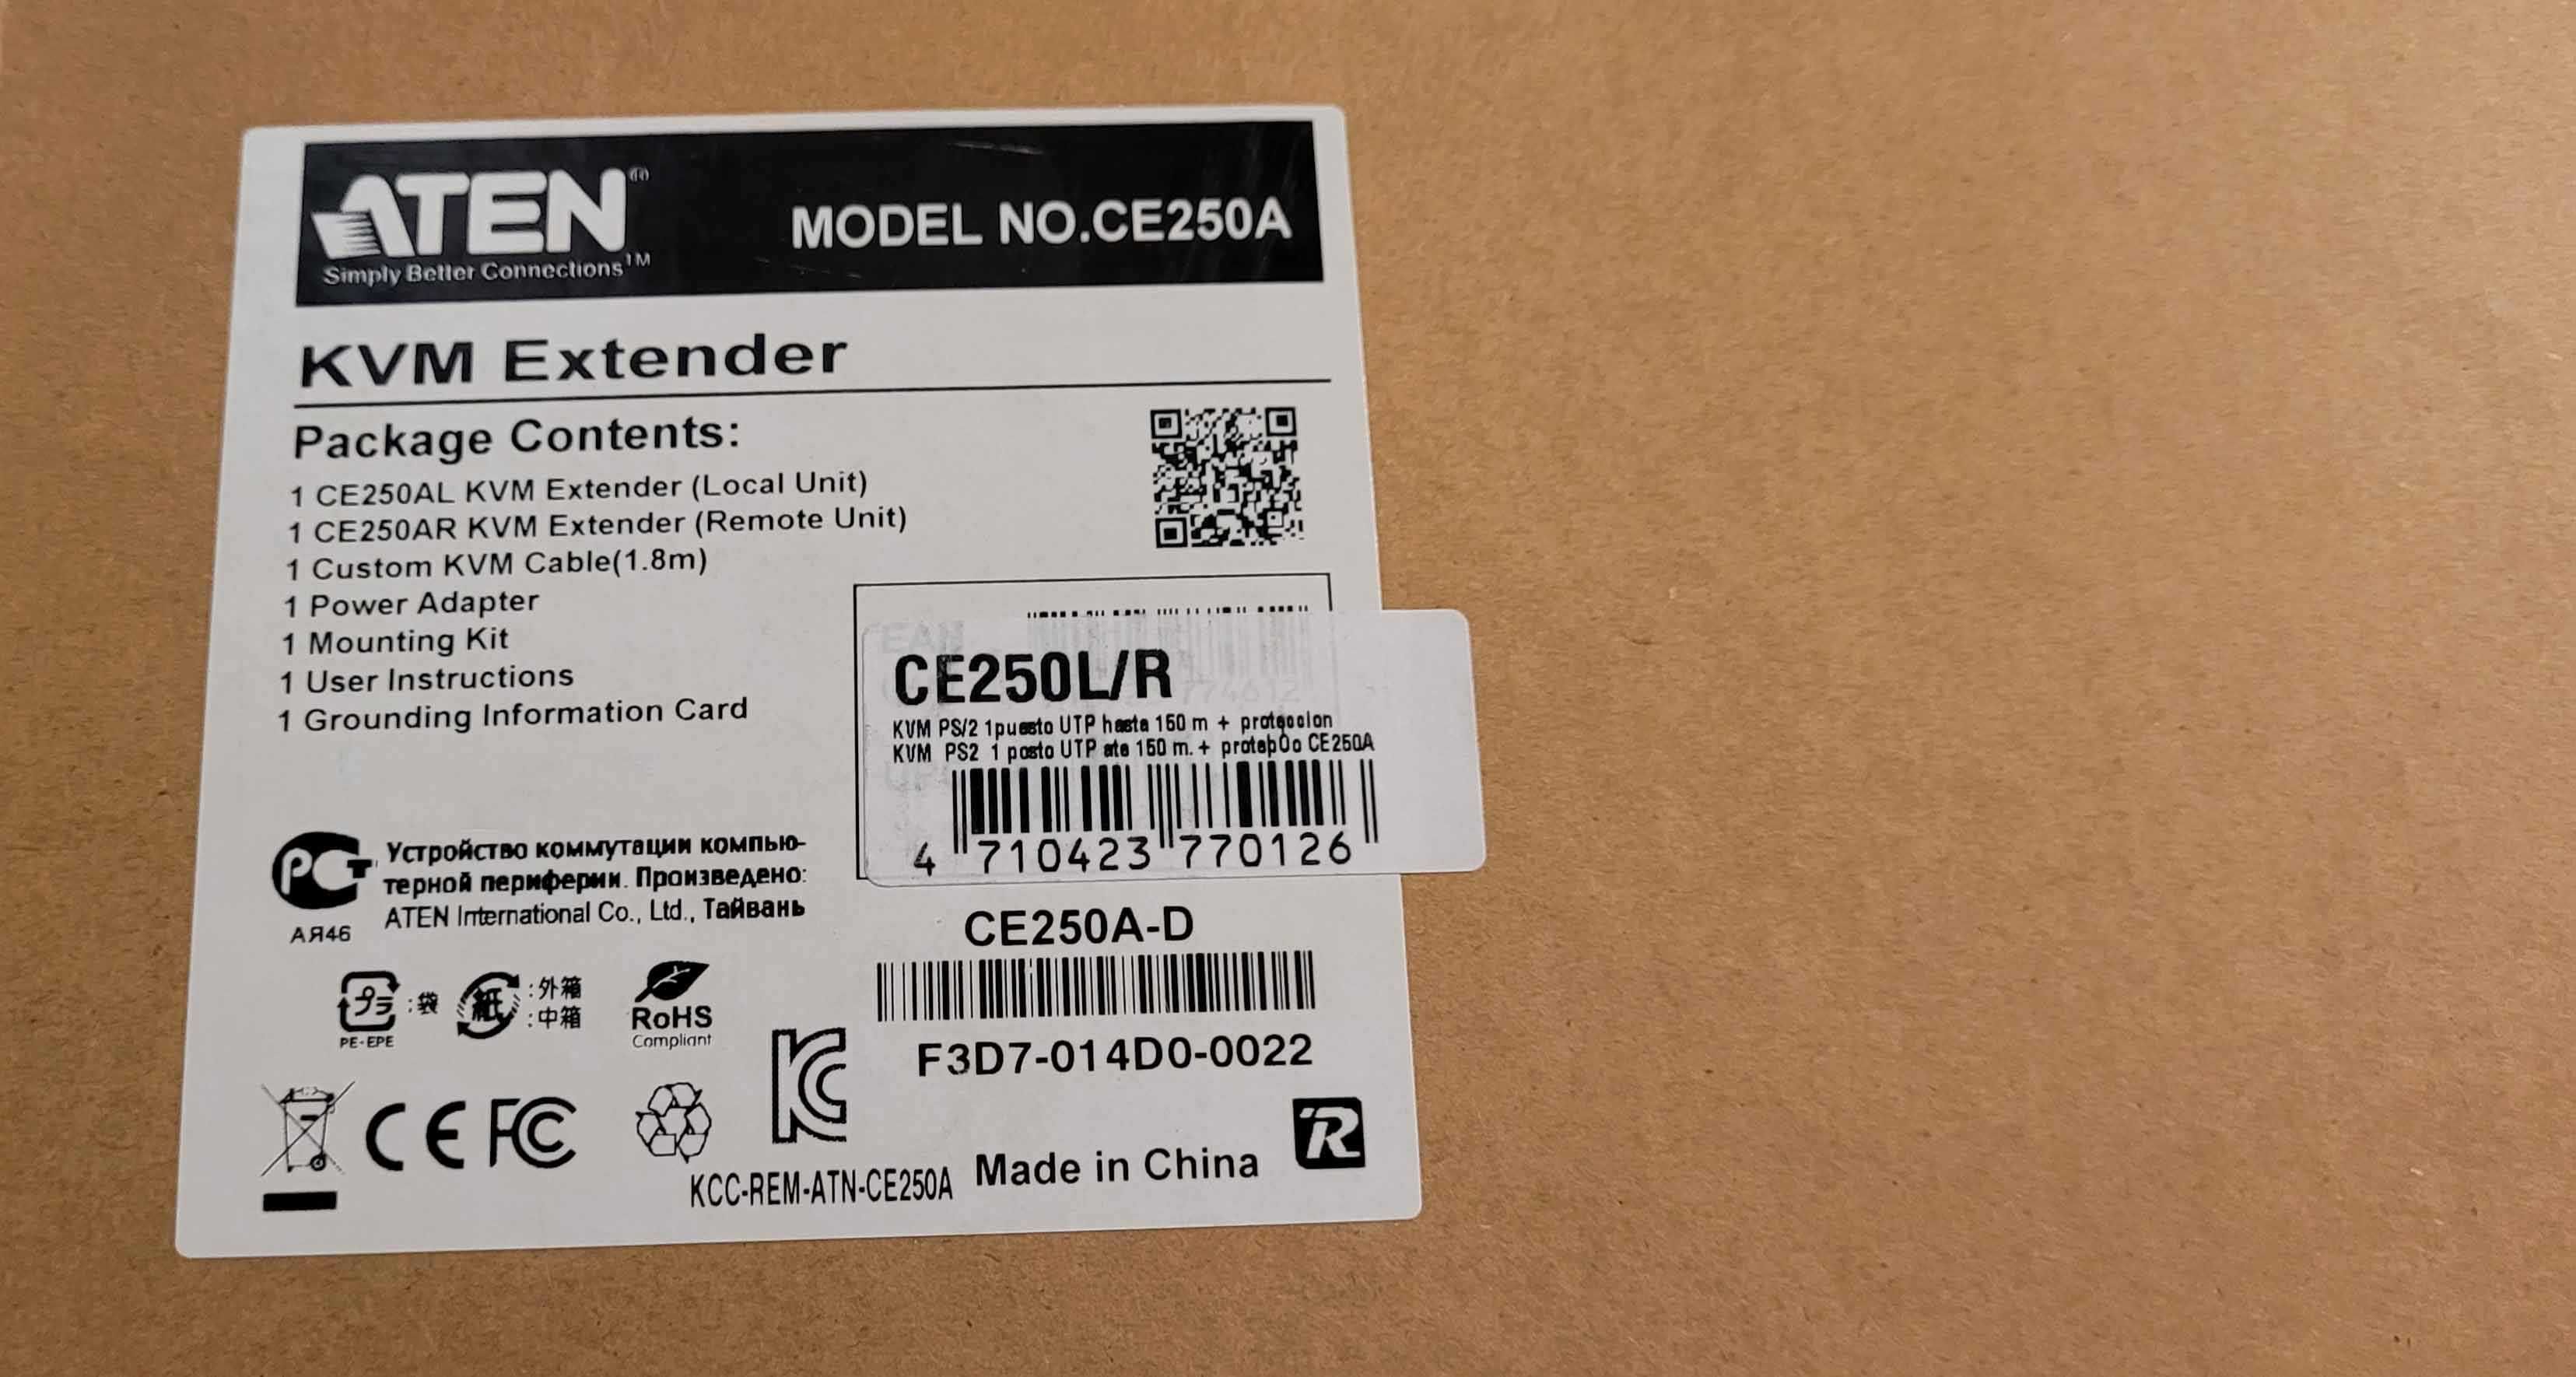 ATEN®
Simply Better Connections™
MODEL NO.CE250A
KVM Extender
Package Contents:
1 CE250AL KVM Extender (Local Unit)
1 CE250AR KVM Extender (Remote Unit)
1 Custom KVM Cable(1.8m)
1 Power Adapter
1 Mounting Kit
1 User Instructions
1 Grounding Information Card
CE250L/R
KVM PS/2 1puesto UTP hasta 150 m + proteccion
KVM PS2 1 posto UTP ate 150 m. + CE250A
4 710423 770126
РСТ
АЯ46
Устройство коммутации компью-
терной периферии. Произведено:
ATEN International Co., Ltd., Тайвань
CE250A-D
F3D7-014D0-0022
プラ :袋
PE-EPE
紙 :外箱
:中箱
RoHS
Compliant
KC
CE FC
KCC-REM-ATN-CE250A
Made in China
R